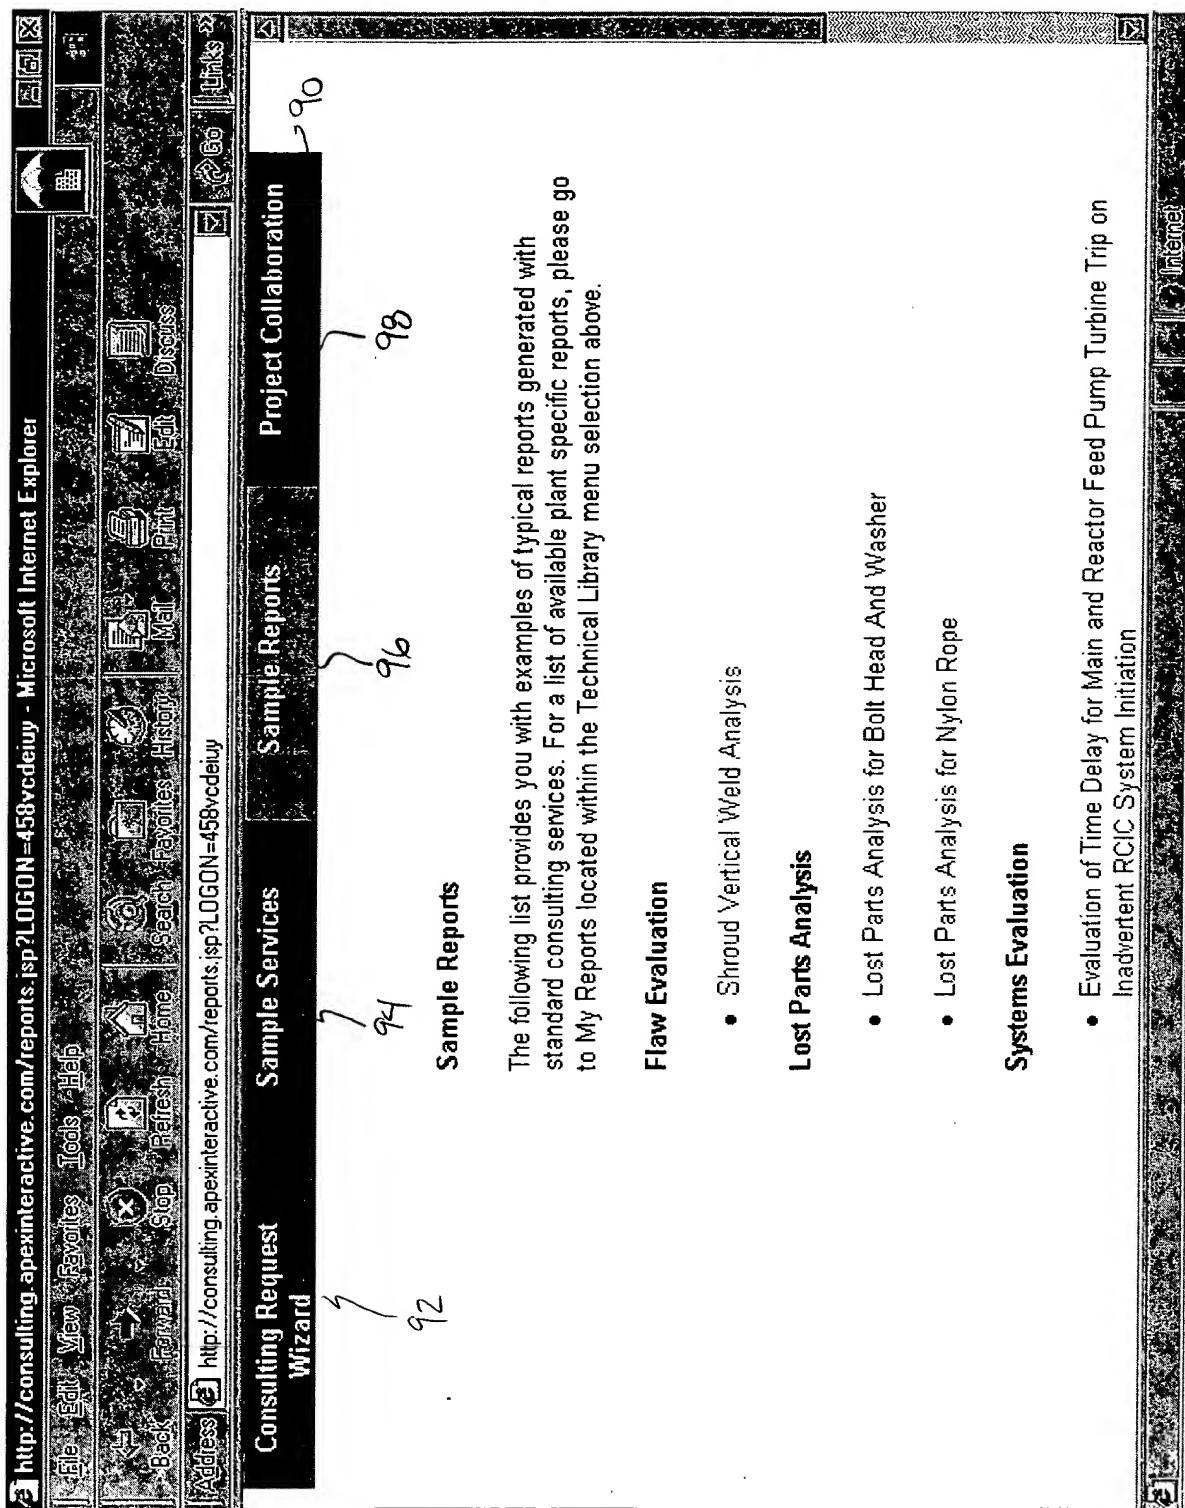 http://consulting.apexinteractive.com/reports.jsp?LOGON=458vcdeiuy - Microsoft Internet Explorer
File Edit View Favorites Tools Help
Back Forward Stop Refresh Home Search Favorites History Mail Print Edit Discuss
Address http://consulting.apexinteractive.com/reports.jsp?LOGON=458vcdeiuy Go Links »
Consulting Request Wizard Sample Services Sample Reports Project Collaboration
90
92 94 96 98
Sample Reports
The following list provides you with examples of typical reports generated with
standard consulting services. For a list of available plant specific reports, please go
to My Reports located within the Technical Library menu selection above.
Flaw Evaluation
• Shroud Vertical Weld Analysis
Lost Parts Analysis
• Lost Parts Analysis for Bolt Head And Washer
• Lost Parts Analysis for Nylon Rope
Systems Evaluation
• Evaluation of Time Delay for Main and Reactor Feed Pump Turbine Trip on
Inadvertent RCIC System Initiation
Internet